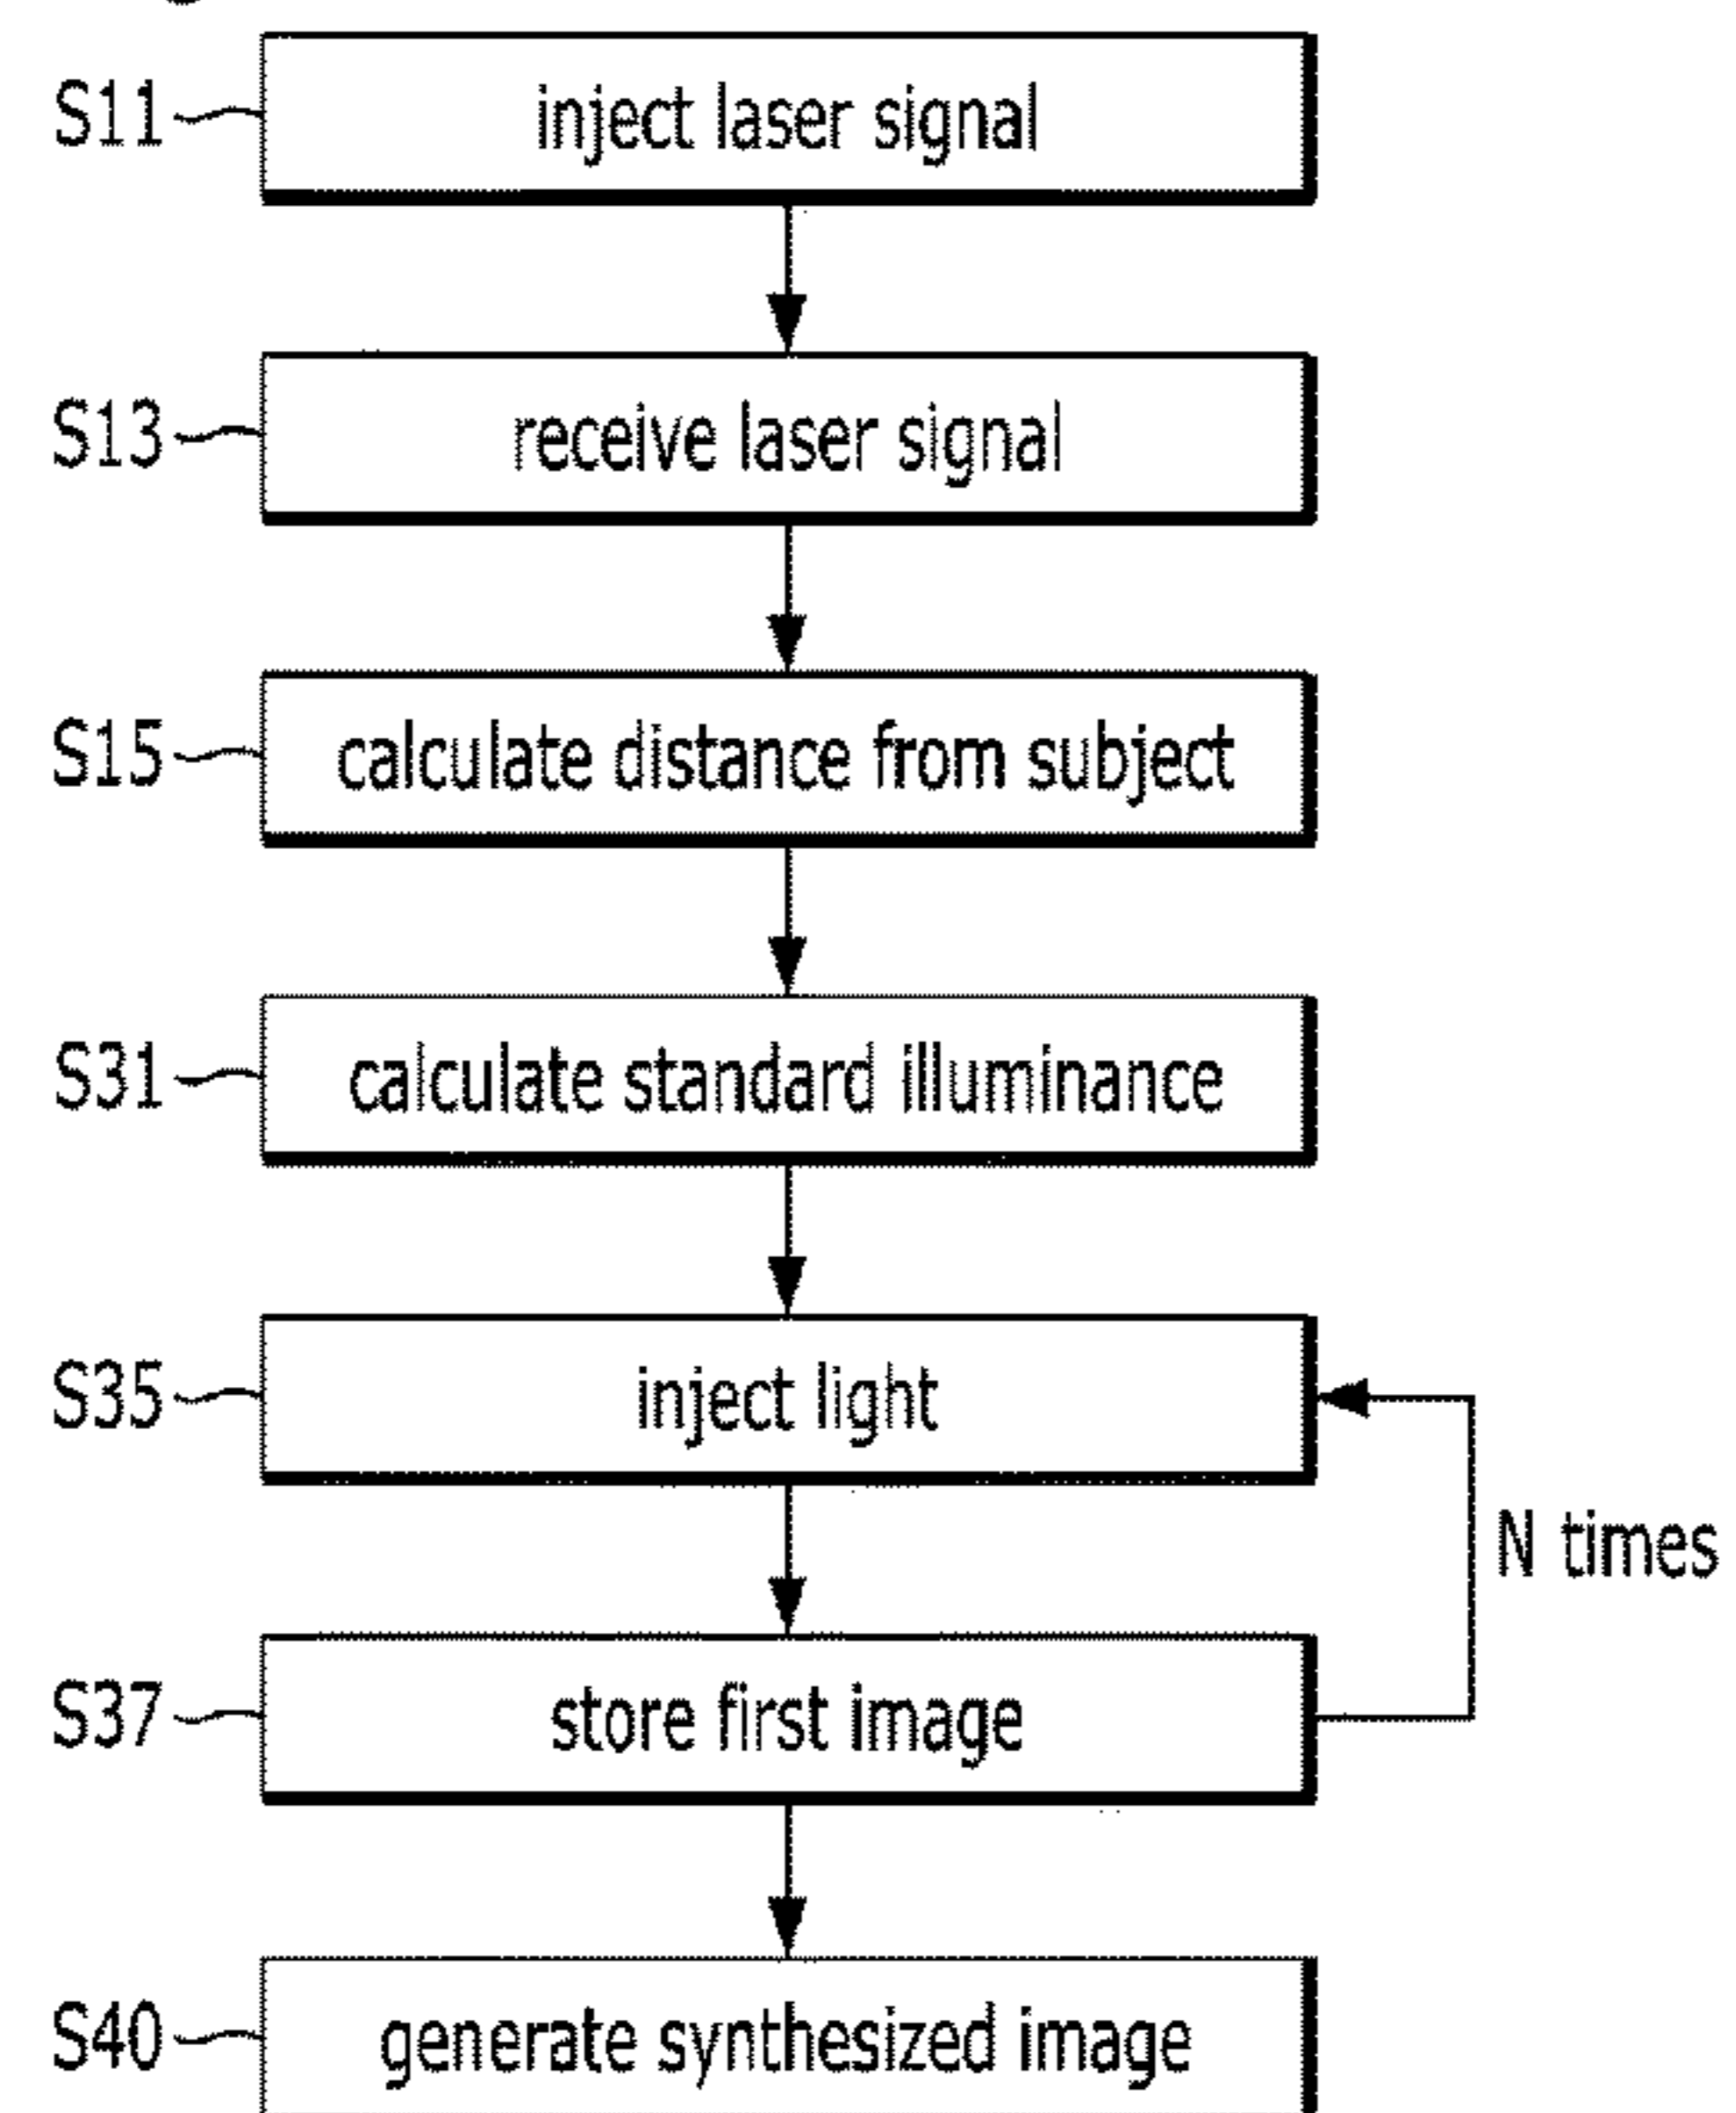 S11 inject laser signal
S13 receive laser signal
S15 calculate distance from subject
S31 calculate standard illuminance
S35 inject light
N times
S37 store first image
S40 generate synthesized image